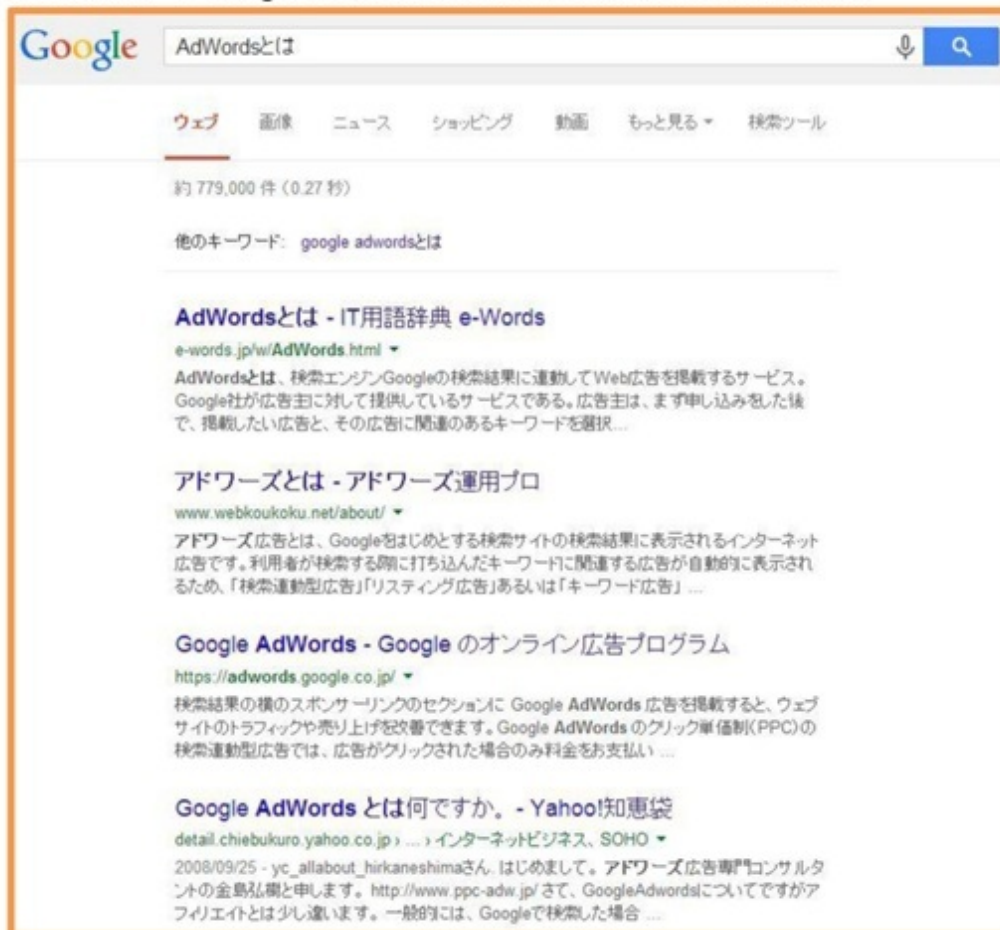 Google AdWordsとは
ウェブ 画像 ニュース ショッピング 動画 もっと見る 検索ツール
約 779,000 件 (0.27 秒)
他のキーワード: google adwordsとは
AdWordsとは - IT用語辞典 e-Words
e-words.jp/w/AdWords.html
AdWordsとは、検索エンジンGoogleの検索結果に連動してWeb広告を掲載するサービス。
Google社が広告主に対して提供しているサービスである。広告主は、まず申し込みをした後
で、掲載したい広告と、その広告に関連のあるキーワードを選択...
アドワーズとは - アドワーズ運用プロ
www.webkoukoku.net/about/
アドワーズ広告とは、Googleをはじめとする検索サイトの検索結果に表示されるインターネット
広告です。利用者が検索する際に打ち込んだキーワードに関連する広告が自動的に表示され
るため、「検索連動型広告」「リスティング広告」あるいは「キーワード広告」 ...
Google AdWords - Google のオンライン広告プログラム
https://adwords.google.co.jp/
検索結果の横のスポンサーリンクのセクションに Google AdWords 広告を掲載すると、ウェブ
サイトのトラフィックや売り上げを改善できます。Google AdWords のクリック単価制(PPC)の
検索連動型広告では、広告がクリックされた場合のみ料金をお支払い ...
Google AdWords とは何ですか。 - Yahoo!知恵袋
detail.chiebukuro.yahoo.co.jp › ... › インターネットビジネス、SOHO
2008/09/25 - yc_allabout_hirkaneshimaさん. はじめまして。アドワーズ広告専門コンサルタ
ントの金島弘樹と申します。http://www.ppc-adw.jp/ さて、GoogleAdwordsについてですがア
フィリエイトとは少し違います。一般的には、Googleで検索した場合 ...